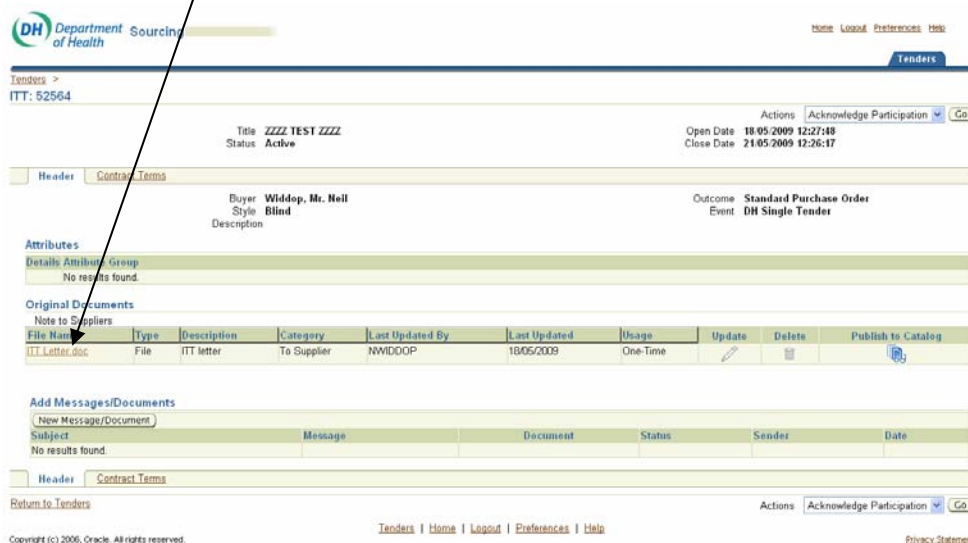 DH Department of Health Sourcing
Home Logout Preferences Help
Tenders
Tenders >
ITT: 52564
Actions Acknowledge Participation Go
Title ZZZZ TEST ZZZZ Open Date 18/05/2009 12:27:48
Status Active Close Date 21/05/2009 12:26:17
Header Contract Terms
Buyer Widdop, Mr. Neil Outcome Standard Purchase Order
Style Blind Event DH Single Tender
Description
Attributes
Details Attribute Group
No results found.
Original Documents
Note to Suppliers
File Name Type Description Category Last Updated By Last Updated Usage Update Delete Publish to Catalog
ITT Letter.doc File ITT letter To Supplier NWIDDOP 18/05/2009 One-Time
Add Messages/Documents
New Message/Document
Subject Message Document Status Sender Date
No results found.
Header Contract Terms
Return to Tenders Actions Acknowledge Participation Go
Tenders | Home | Logout | Preferences | Help
Copyright (c) 2006, Oracle. All rights reserved. Privacy Statemen